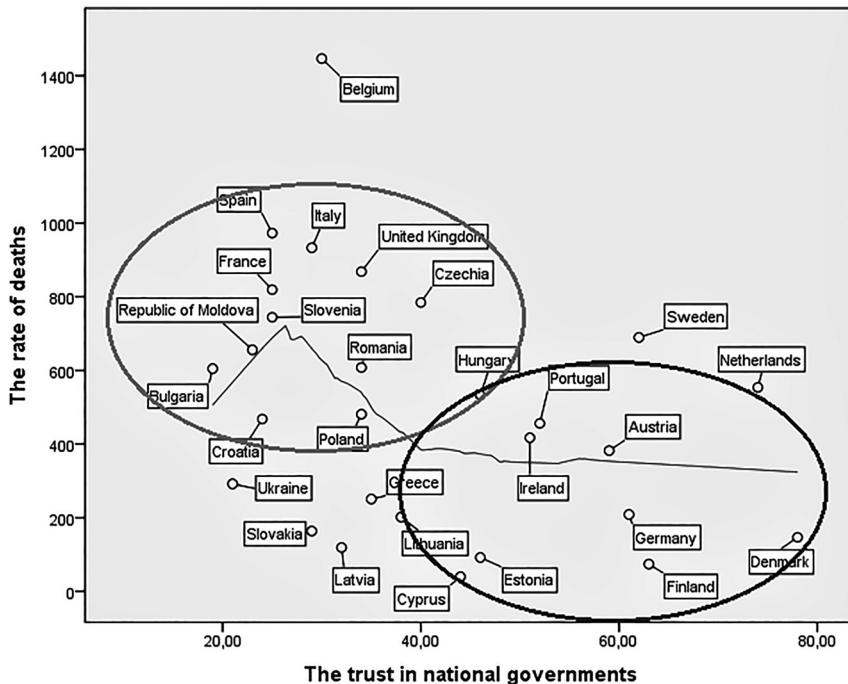 The rate of deaths
1400
1200
1000
800
600
400
200
0
Belgium
Spain
Italy
United Kingdom
France
Czechia
Republic of Moldova
Slovenia
Sweden
Romania
Hungary
Netherlands
Portugal
Bulgaria
Austria
Croatia
Poland
Ukraine
Greece
Ireland
Slovakia
Lithuania
Germany
Denmark
Latvia
Estonia
Finland
Cyprus
20,00
40,00
60,00
80,00
The trust in national governments